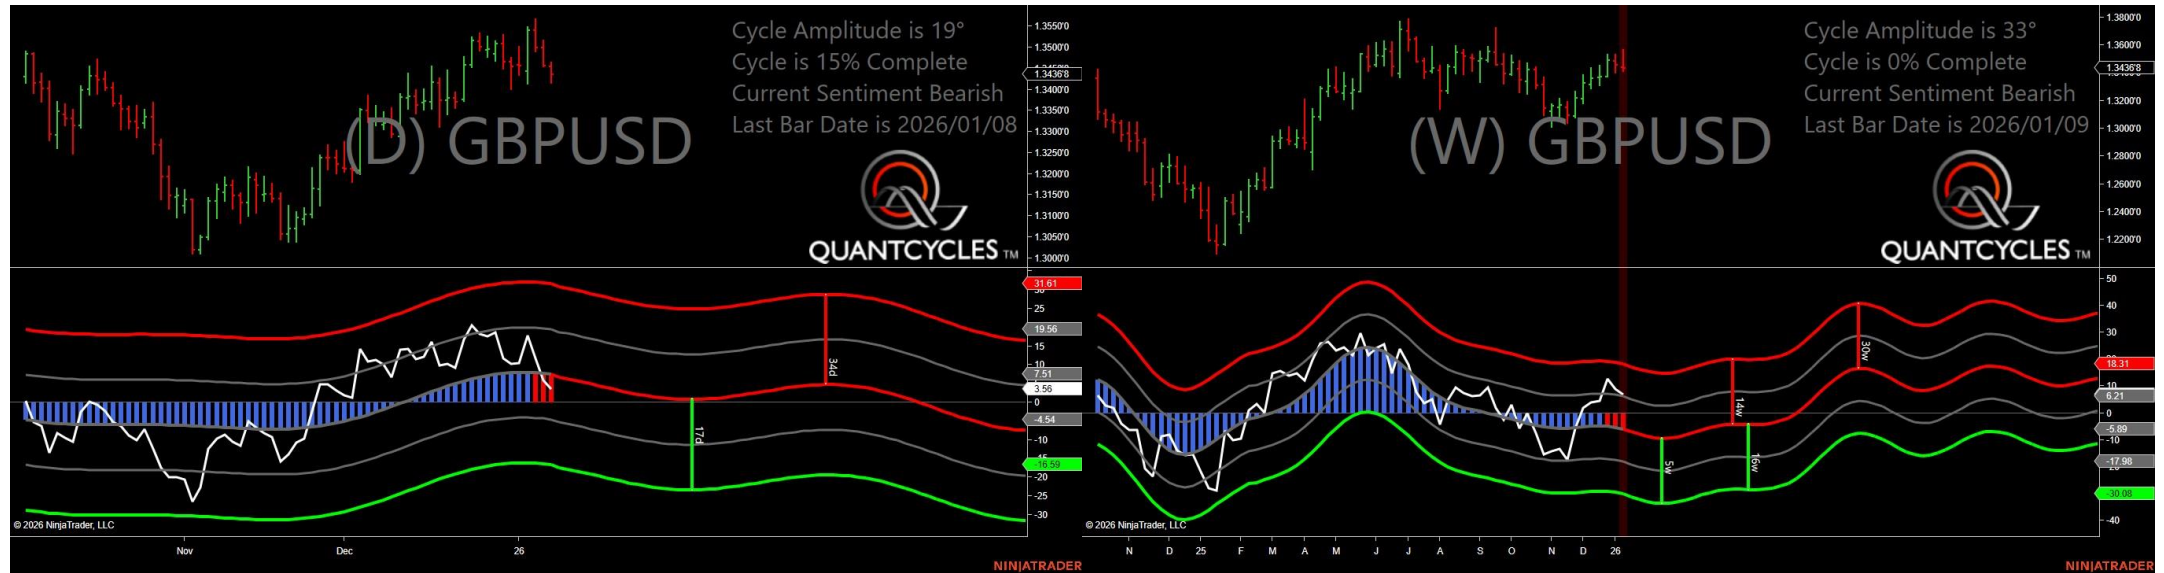 Cycle Amplitude is 19°
Cycle is 15% Complete
Current Sentiment Bearish
Last Bar Date is 2026/01/08
(D) GBPUSD
QUANTCYCLES TM
1.3550'0
1.3500'0
1.3436'8
1.3400'0
1.3350'0
1.3300'0
1.3250'0
1.3200'0
1.3150'0
1.3100'0
1.3050'0
1.3000'0
31.61
25
19.56
15
10
7.51
3.56
0
-4.54
-10
-16.59
-20
-25
-30
34d
17d
© 2026 NinjaTrader, LLC
Nov Dec 26
NINJATRADER
Cycle Amplitude is 33°
Cycle is 0% Complete
Current Sentiment Bearish
Last Bar Date is 2026/01/09
(W) GBPUSD
QUANTCYCLES TM
1.3800'0
1.3600'0
1.3436'8
1.3200'0
1.3000'0
1.2800'0
1.2600'0
1.2400'0
1.2200'0
50
40
30
18.31
10
6.21
0
-5.89
-10
-17.98
-30.08
-40
5w
14w
16w
30w
© 2026 NinjaTrader, LLC
N D 25 F M A M J J A S O N D 26
NINJATRADER